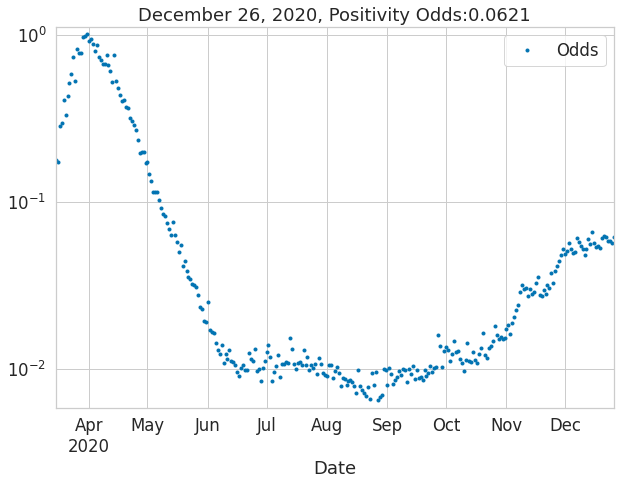 December 26, 2020, Positivity Odds:0.0621
Odds
10⁰
10⁻¹
10⁻²
Apr May Jun Jul Aug Sep Oct Nov Dec
2020
Date